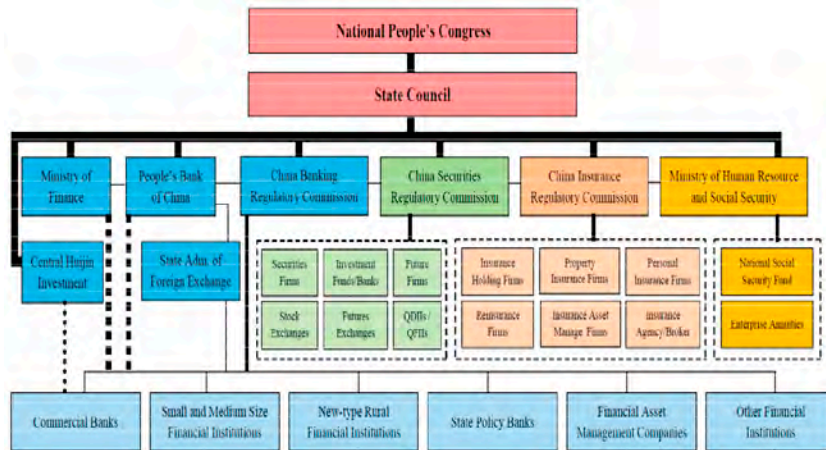 National People's Congress
State Council
Ministry of
Finance
People's Bank
of China
China Banking
Regulatory Commission
China Securities
Regulatory Commission
China Insurance
Regulatory Commission
Ministry of Human Resource
and Social Security
Central Huijin
Investment
State Adm. of
Foreign Exchange
Securities
Firms
Investment
Funds/Banks
Future
Firms
Stock
Exchanges
Futures
Exchanges
QDIIs /
QFIIs
Insurance
Holding Firms
Property
Insurance Firms
Personal
Insurance Firms
Reinsurance
Firms
Insurance Asset
Manage Firms
Insurance
Agency/Broker
National Social
Security Fund
Enterprise Annuities
Commercial Banks
Small and Medium Size
Financial Institutions
New-type Rural
Financial Institutions
State Policy Banks
Financial Asset
Management Companies
Other Financial
Institutions